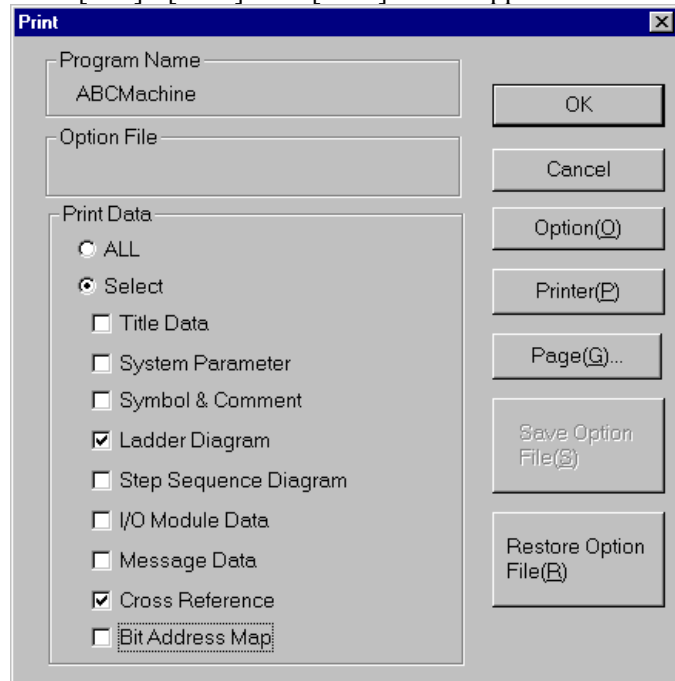 Print
Program Name
ABCMachine
Option File
Print Data
ALL
Select
Title Data
System Parameter
Symbol & Comment
Ladder Diagram
Step Sequence Diagram
I/O Module Data
Message Data
Cross Reference
Bit Address Map
OK
Cancel
Option(O)
Printer(P)
Page(G)...
Save Option
File(S)
Restore Option
File(R)